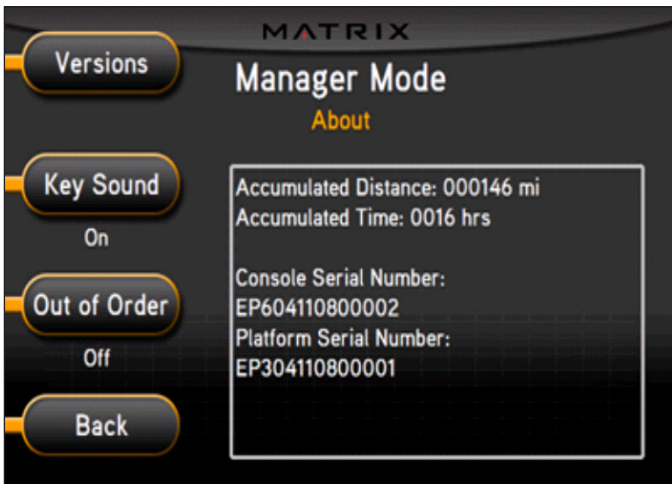 MATRIX
Versions
Manager Mode
About
Key Sound
On
Out of Order
Off
Back
Accumulated Distance: 000146 mi
Accumulated Time: 0016 hrs
Console Serial Number:
EP604110800002
Platform Serial Number:
EP304110800001